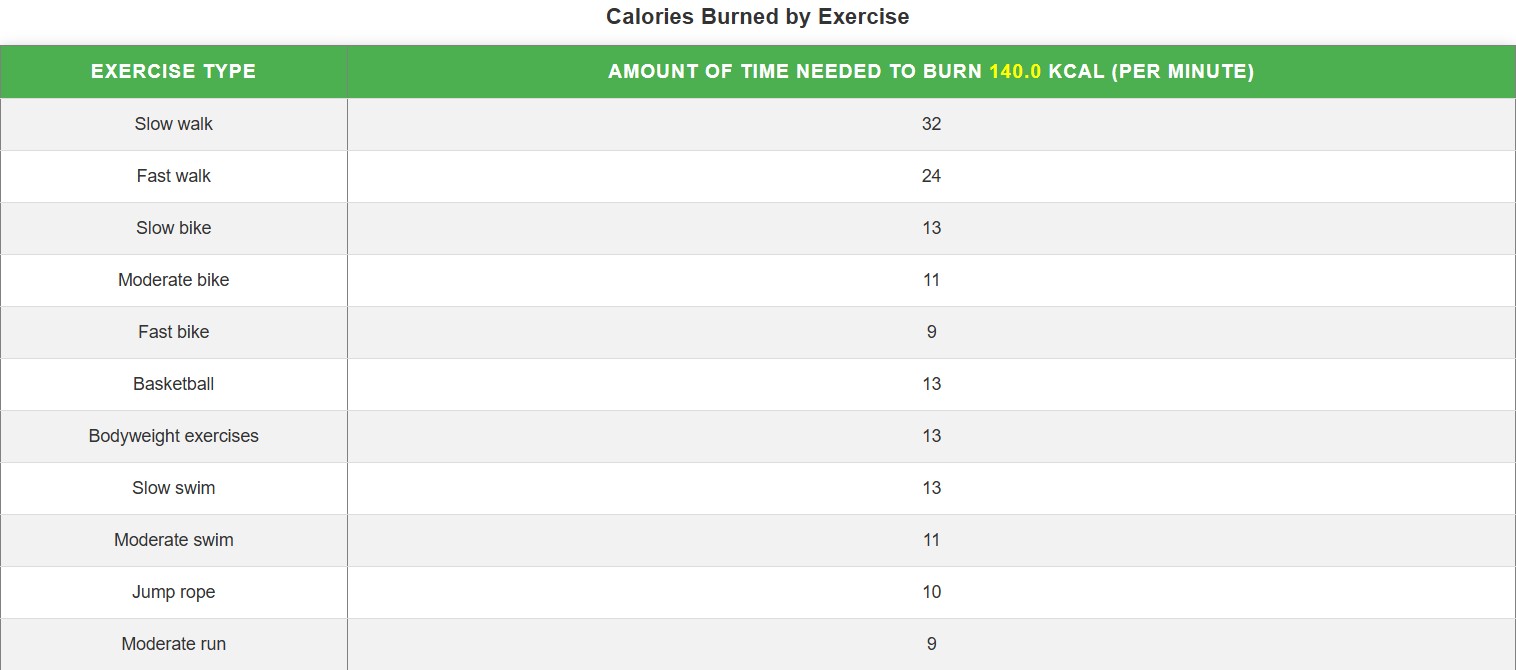 Calories Burned by Exercise
EXERCISE TYPE AMOUNT OF TIME NEEDED TO BURN 140.0 KCAL (PER MINUTE)
Slow walk 32
Fast walk 24
Slow bike 13
Moderate bike 11
Fast bike 9
Basketball 13
Bodyweight exercises 13
Slow swim 13
Moderate swim 11
Jump rope 10
Moderate run 9